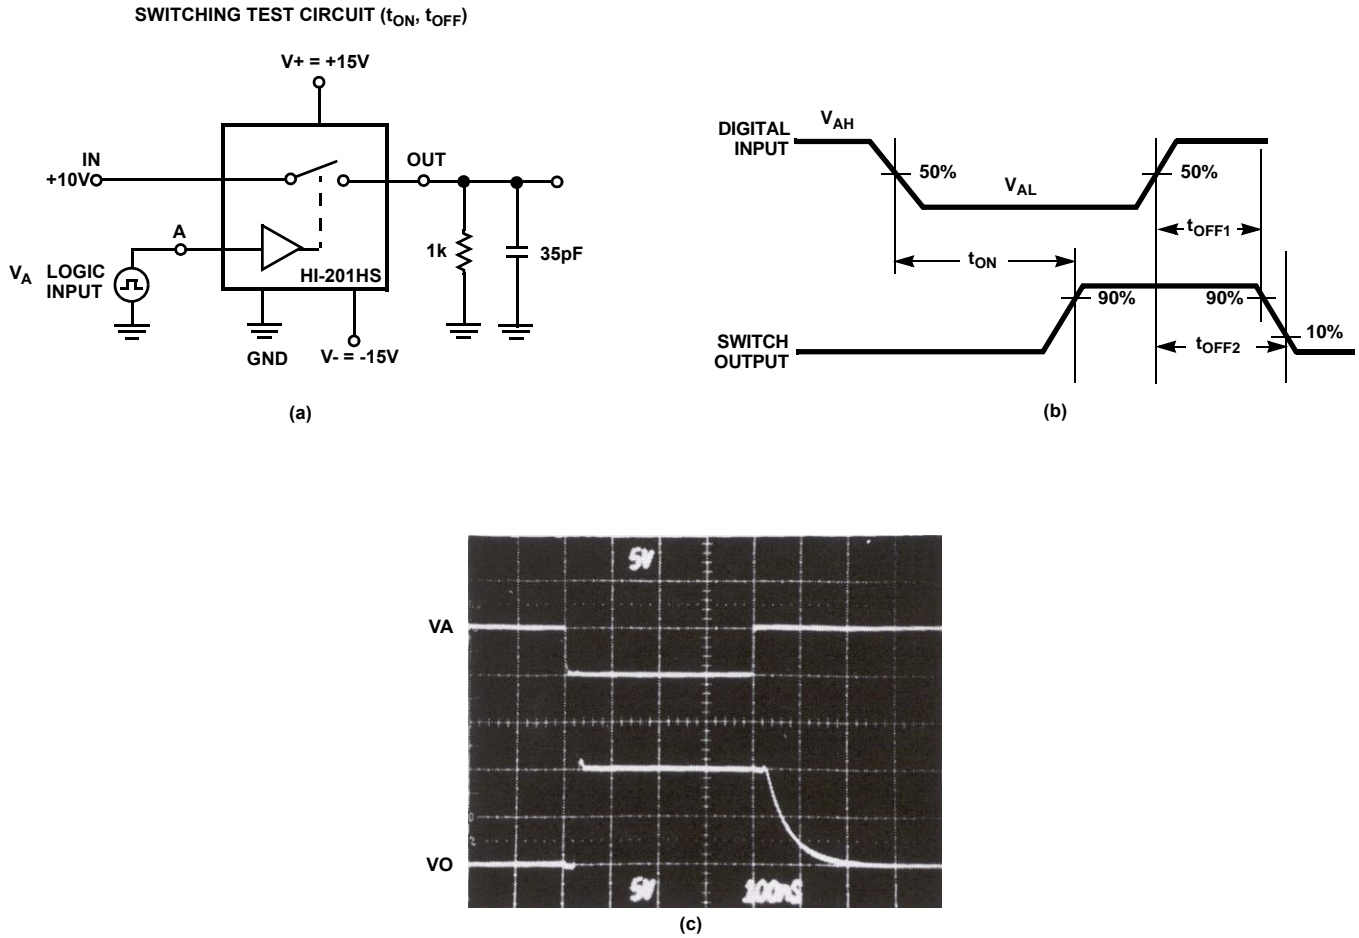 SWITCHING TEST CIRCUIT (tON, tOFF)
V+ = +15V
IN
+10V
OUT
A
VA
LOGIC
INPUT
HI-201HS
1k
35pF
GND
V- = -15V
(a)
DIGITAL
INPUT
VAH
50%
VAL
50%
tOFF1
tON
90%
90%
10%
SWITCH
OUTPUT
tOFF2
(b)
5V
VA
VO
5V
100nS
(c)